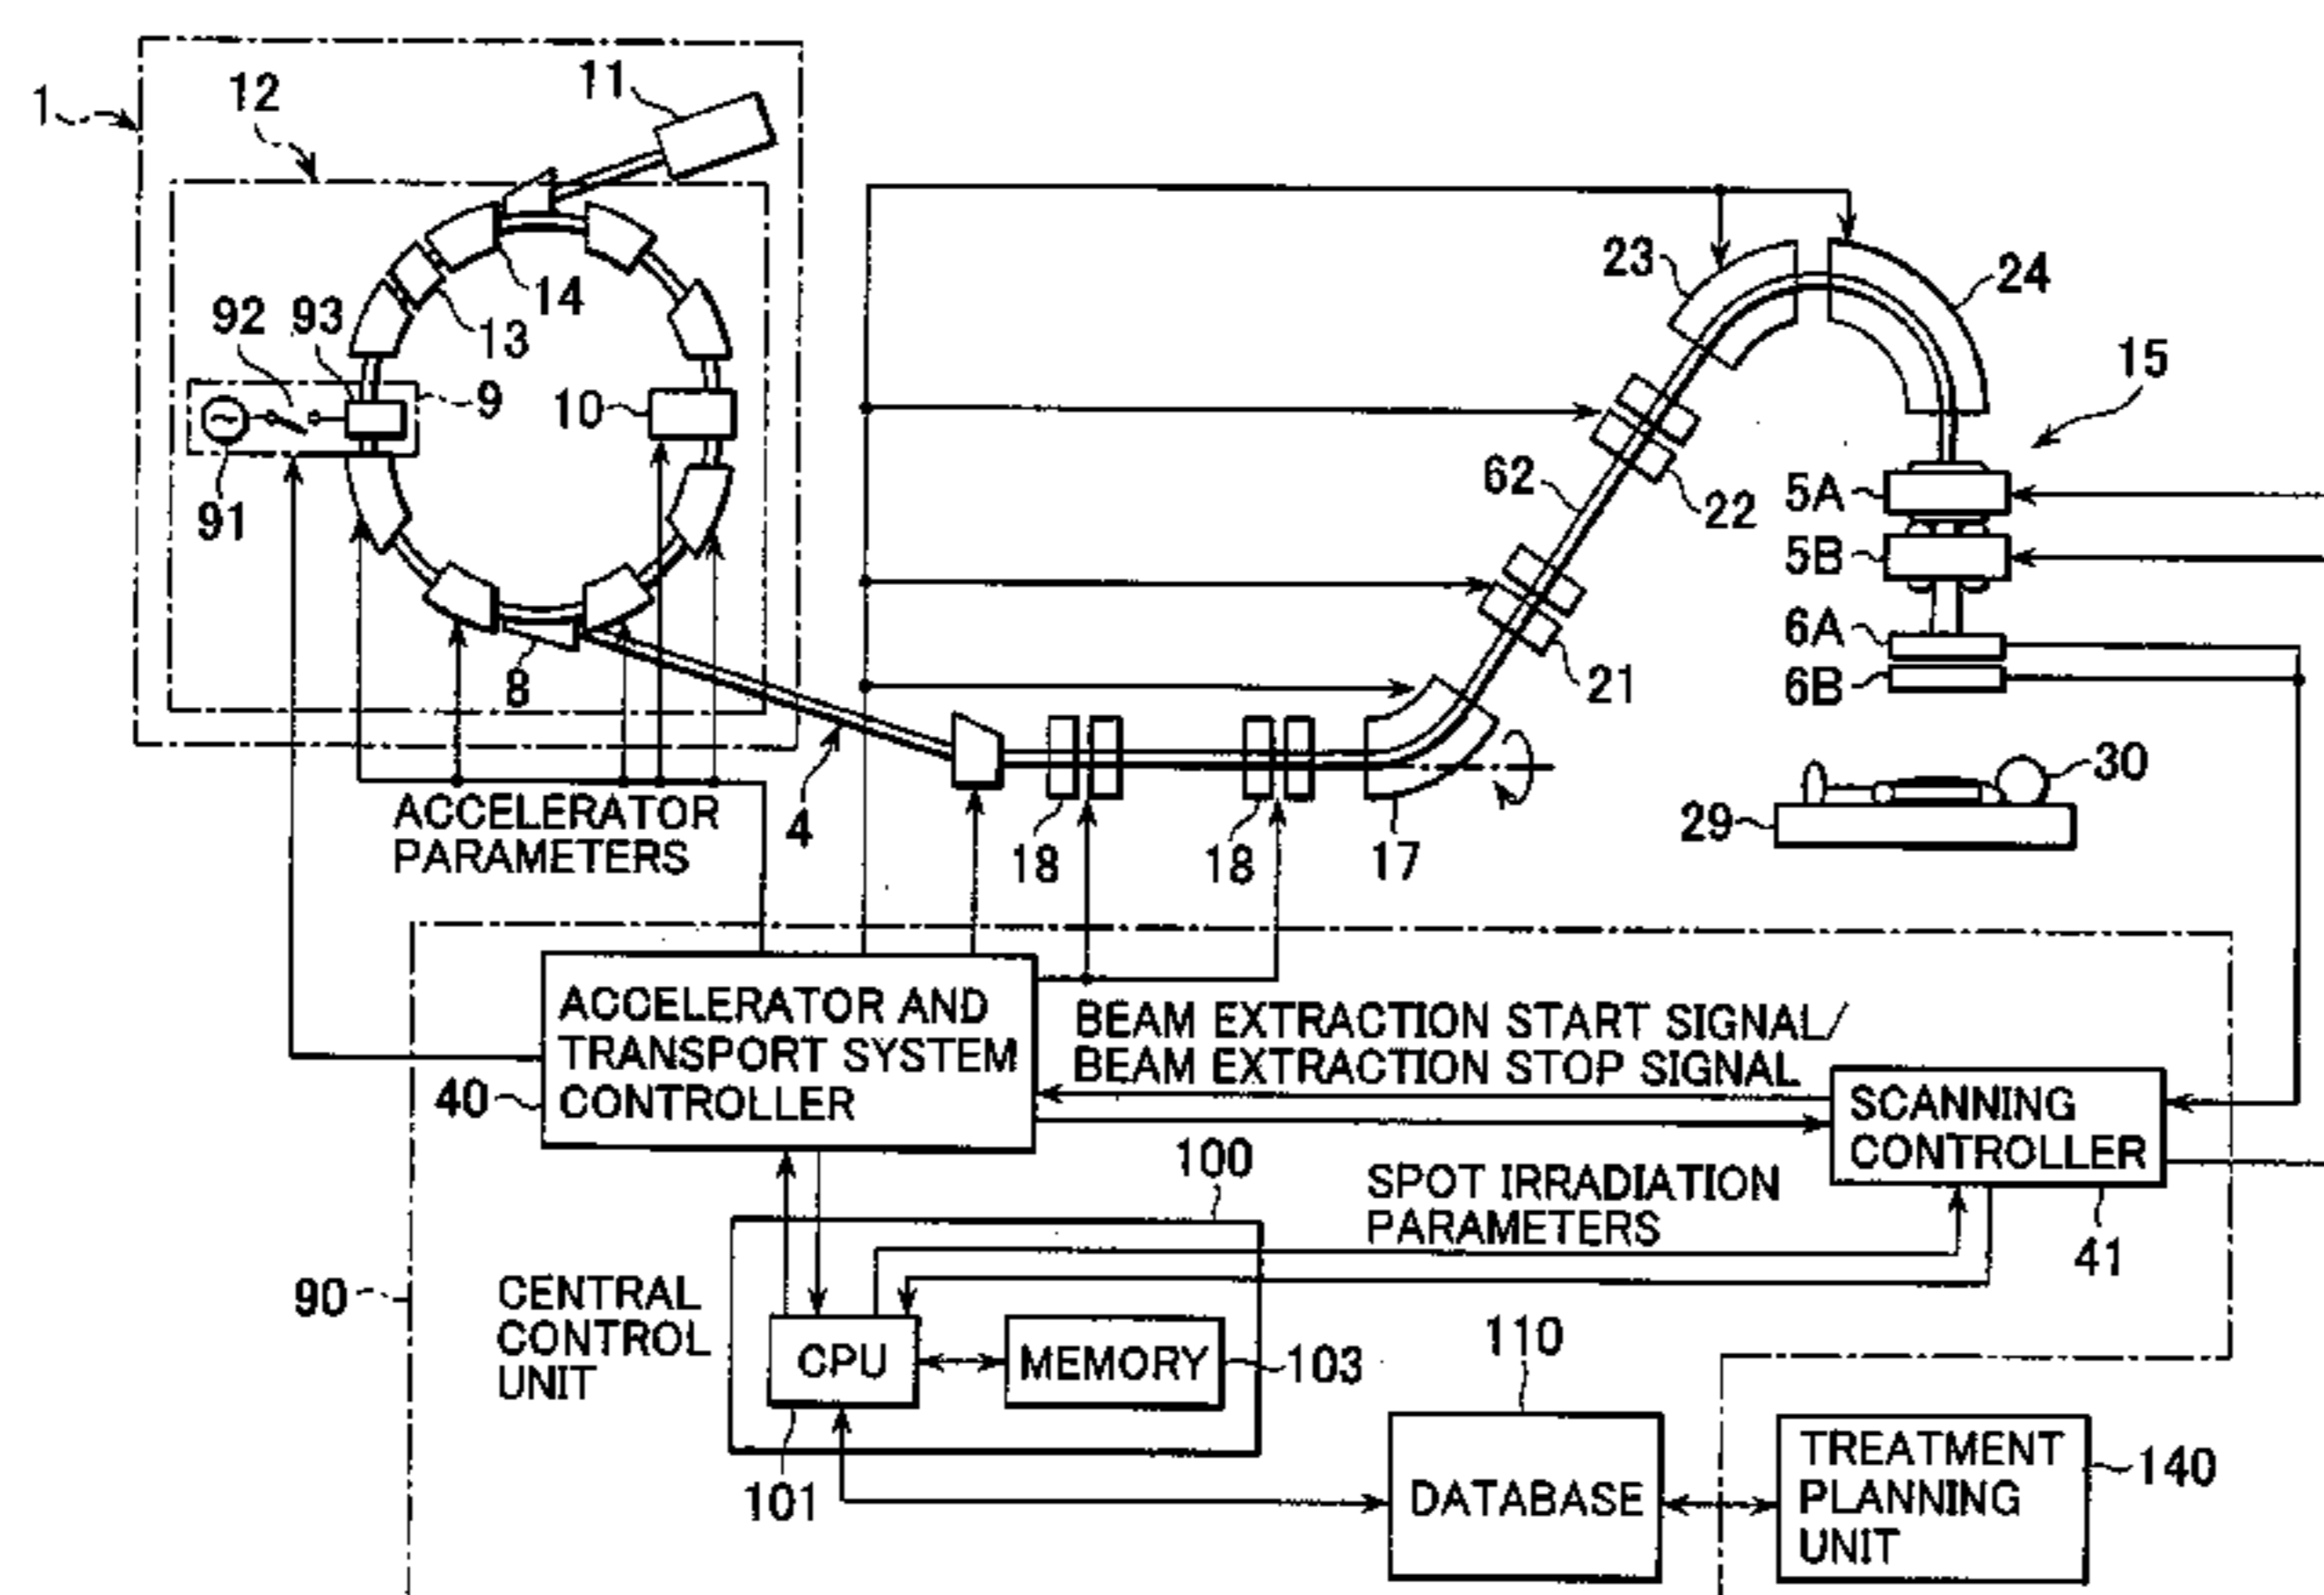 1
12
11
23
24
14
13
92
93
9
10
15
91
62
22
5A
5B
6A
6B
8
21
ACCELERATOR
PARAMETERS
4
18
18
17
30
29
ACCELERATOR AND
TRANSPORT SYSTEM
CONTROLLER
40
BEAM EXTRACTION START SIGNAL/
BEAM EXTRACTION STOP SIGNAL
SCANNING
CONTROLLER
41
100
SPOT IRRADIATION
PARAMETERS
90
CENTRAL
CONTROL
UNIT
CPU
MEMORY
103
101
110
DATABASE
TREATMENT
PLANNING
UNIT
140